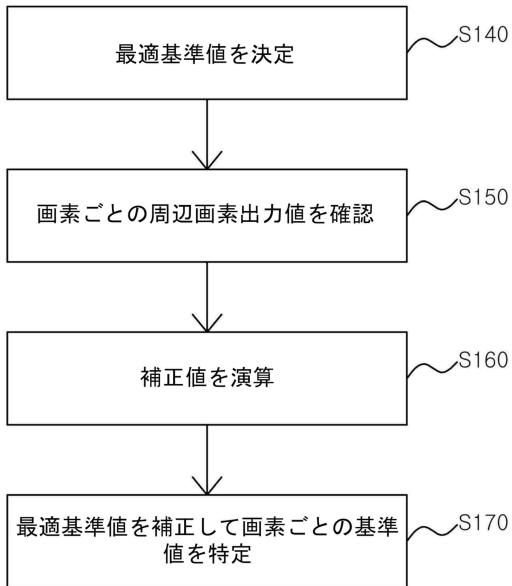 最適基準値を決定
S140
画素ごとの周辺画素出力値を確認
S150
補正値を演算
S160
最適基準値を補正して画素ごとの基準
値を特定
S170